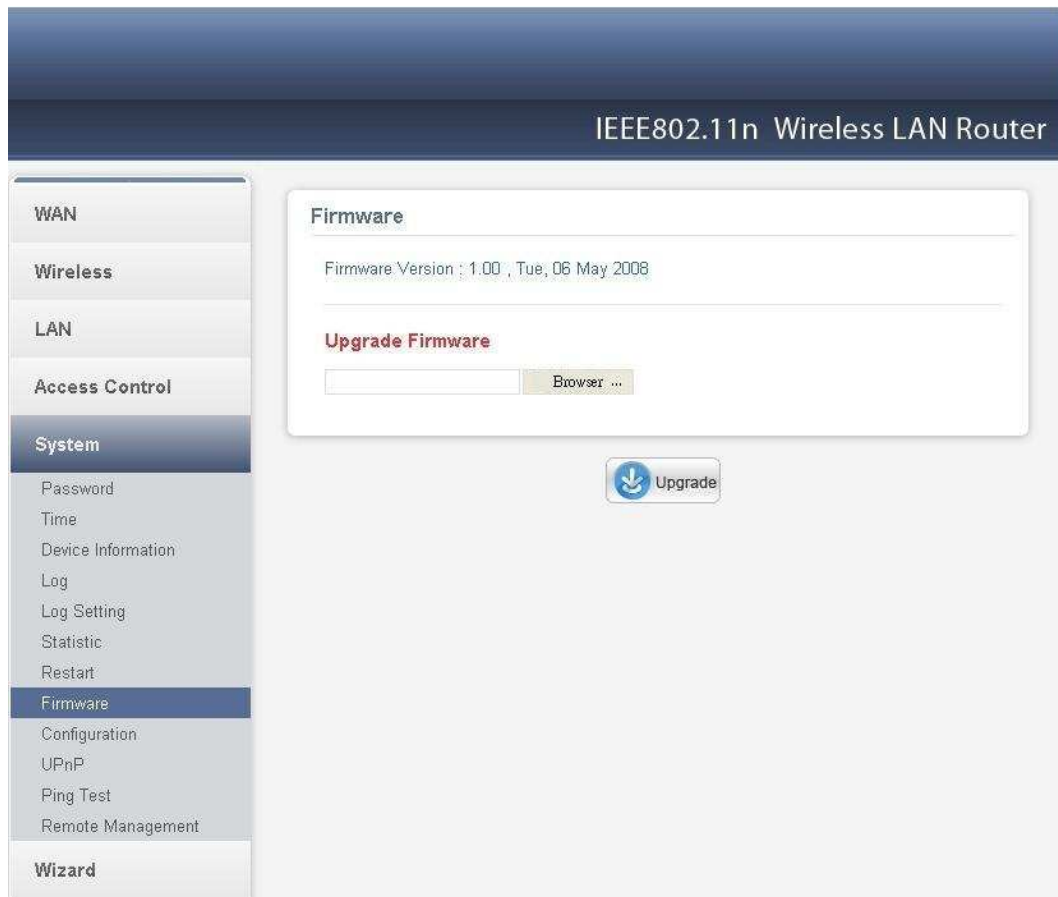 IEEE802.11n Wireless LAN Router
WAN
Wireless
LAN
Access Control
System
Password
Time
Device Information
Log
Log Setting
Statistic
Restart
Firmware
Configuration
UPnP
Ping Test
Remote Management
Wizard
Firmware
Firmware Version : 1.00 , Tue, 06 May 2008
Upgrade Firmware
Browser ...
Upgrade